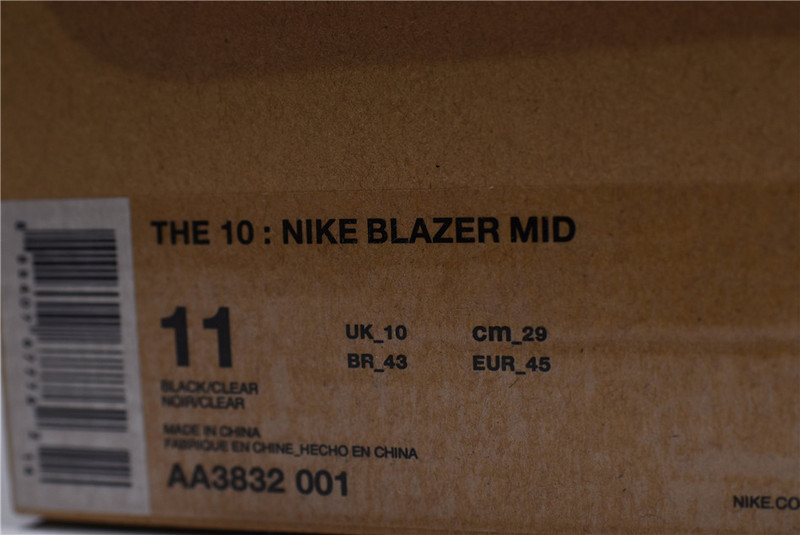 THE 10 : NIKE BLAZER MID
11
UK_10 cm_29
BR_43 EUR_45
BLACK/CLEAR
NOIR/CLEAR
MADE IN CHINA
FABRIQUE EN CHINE_HECHO EN CHINA
AA3832 001
NIKE.CO